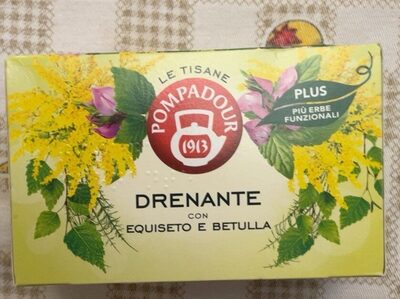 LE TISANE
POMPADOUR
1913
PLUS
PIÙ ERBE
FUNZIONALI
DRENANTE
CON
EQUISETO E BETULLA